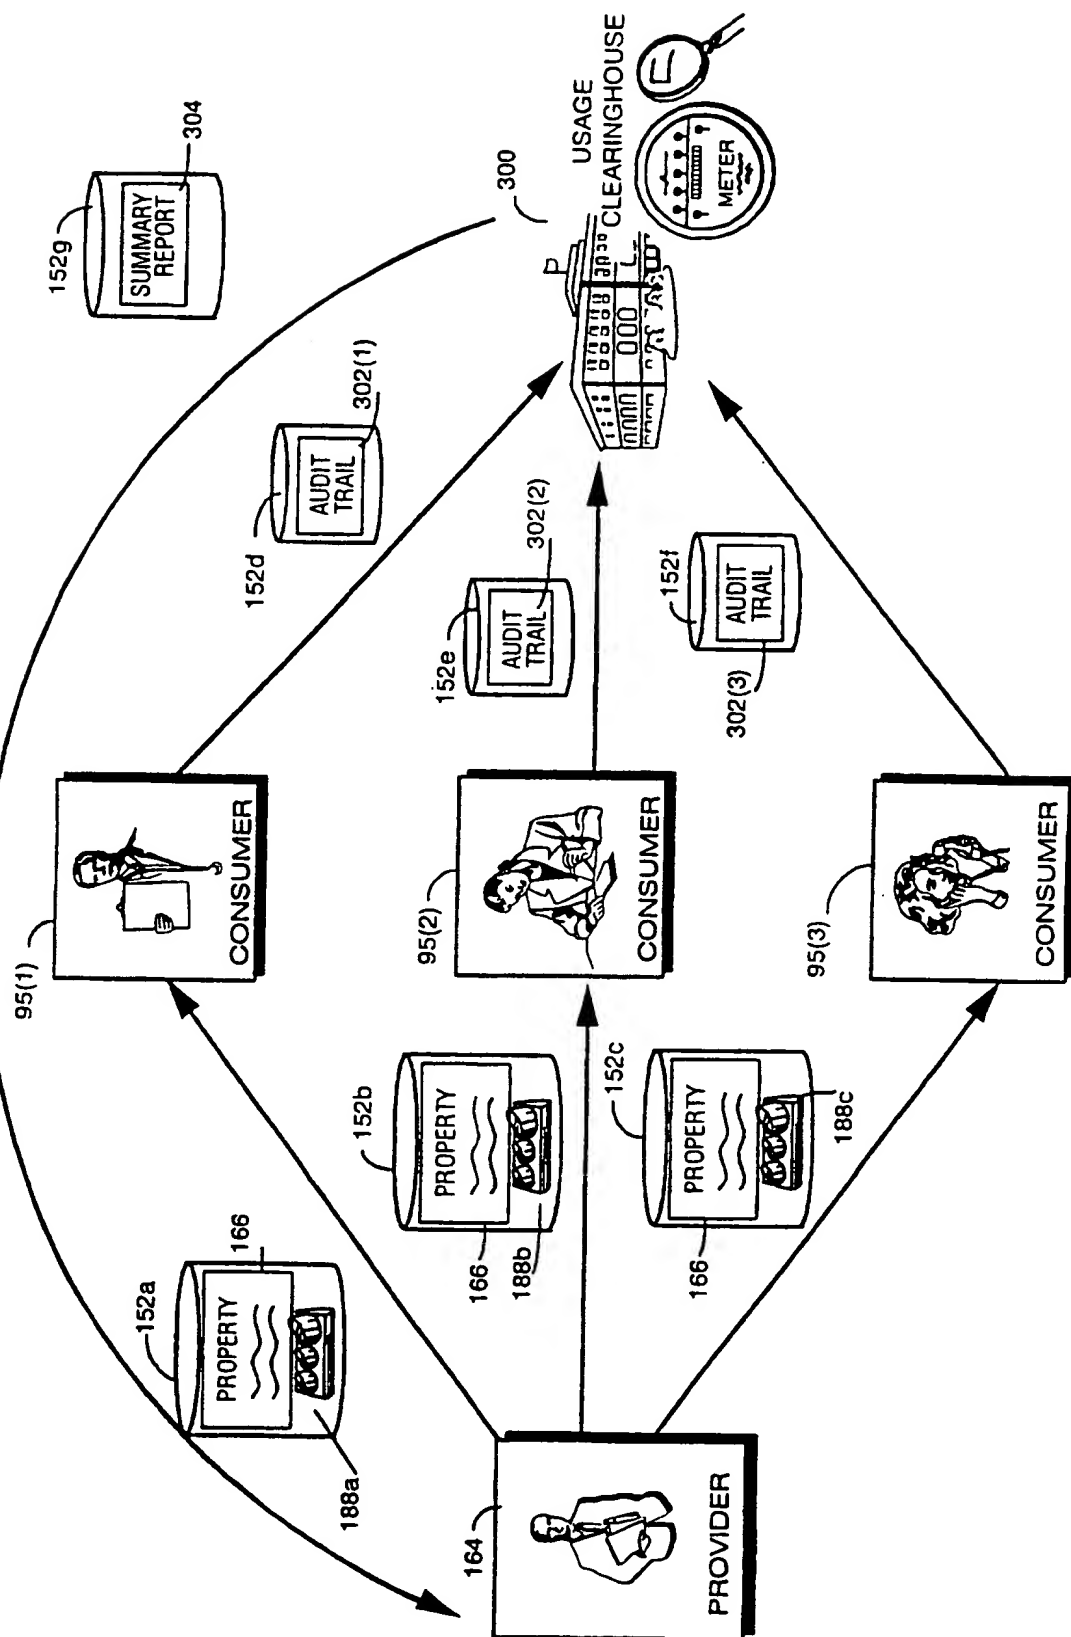 152g
SUMMARY
REPORT
304
300
USAGE
CLEARINGHOUSE
METER
152d
AUDIT
TRAIL
302(1)
152e
AUDIT
TRAIL
302(2)
152f
AUDIT
TRAIL
302(3)
95(1)
CONSUMER
95(2)
CONSUMER
95(3)
CONSUMER
152a
PROPERTY
166
188a
152b
PROPERTY
166
188b
152c
PROPERTY
166
188c
164
PROVIDER